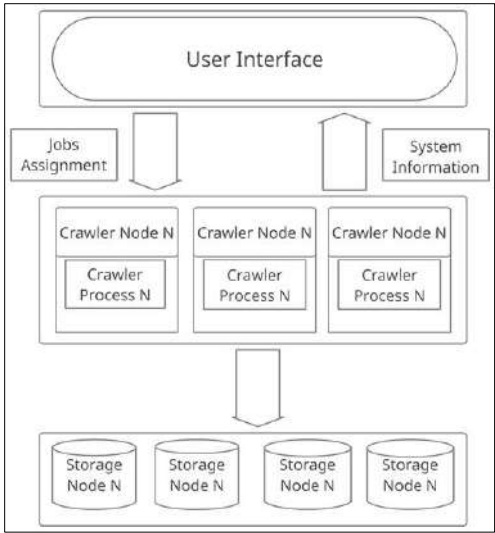 User Interface
Jobs
Assignment
System
Information
Crawler Node N
Crawler Node N
Crawler Node N
Crawler
Process N
Crawler
Process N
Crawler
Process N
Storage
Node N
Storage
Node N
Storage
Node N
Storage
Node N